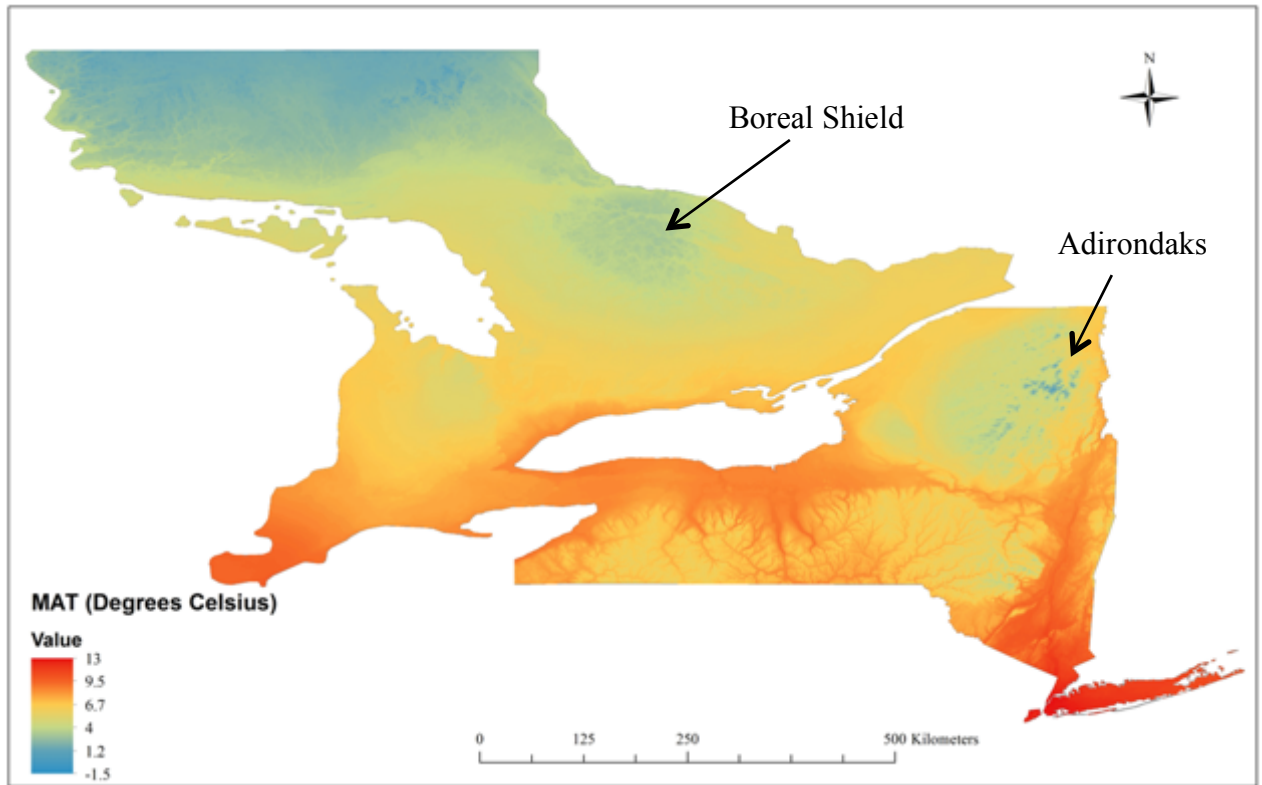 N
Boreal Shield
Adirondaks
MAT (Degrees Celsius)
Value
13
9.5
6.7
4
1.2
-1.5
0 125 250 500 Kilometers